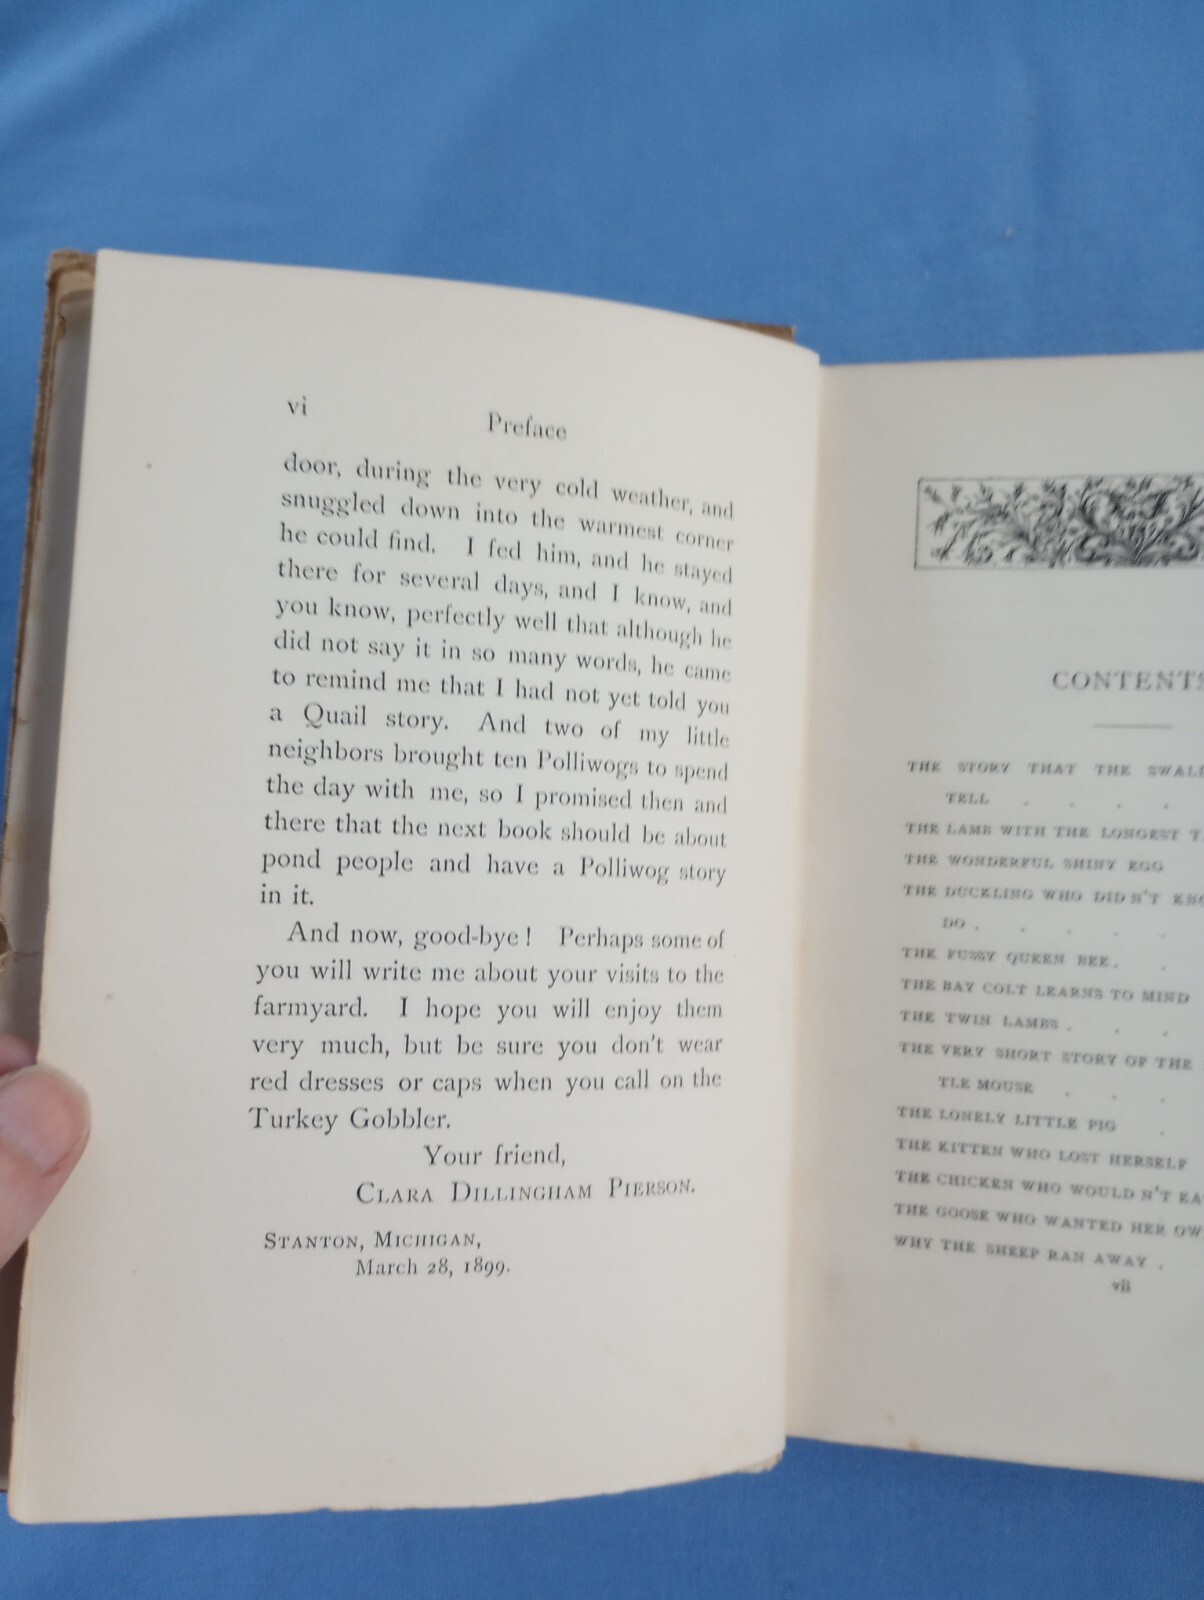 vi
Preface
door, during the very cold weather, and
snuggled down into the warmest corner
he could find. I fed him, and he stayed
there for several days, and I know, and
you know, perfectly well that although he
did not say it in so many words, he came
to remind me that I had not yet told you
a Quail story. And two of my little
neighbors brought ten Polliwogs to spend
the day with me, so I promised then and
there that the next book should be about
pond people and have a Polliwog story
in it.
And now, good-bye! Perhaps some of
you will write me about your visits to the
farmyard. I hope you will enjoy them
very much, but be sure you don't wear
red dresses or caps when you call on the
Turkey Gobbler.
Your friend,
CLARA DILLINGHAM PIERSON.
STANTON, MICHIGAN,
March 28, 1899.
CONTENTS
THE STORY THAT THE
TELL . . . .
THE LAMB WITH THE LONGEST
THE WONDERFUL SHINY EGG
THE DUCKLING WHO DIDN'T
DO . . . . .
THE FUSSY QUEEN BEE . .
THE BAY COLT LEARNS TO MIND
THE TWIN LAMBS . . .
THE VERY SHORT STORY OF THE
TLE MOUSE . . .
THE LONELY LITTLE PIG .
THE KITTEN WHO LOST HERSELF
THE CHICKEN WHO WOULDN'T
THE GOOSE WHO WANTED HER
WHY THE SHEEP RAN AWAY .
vii